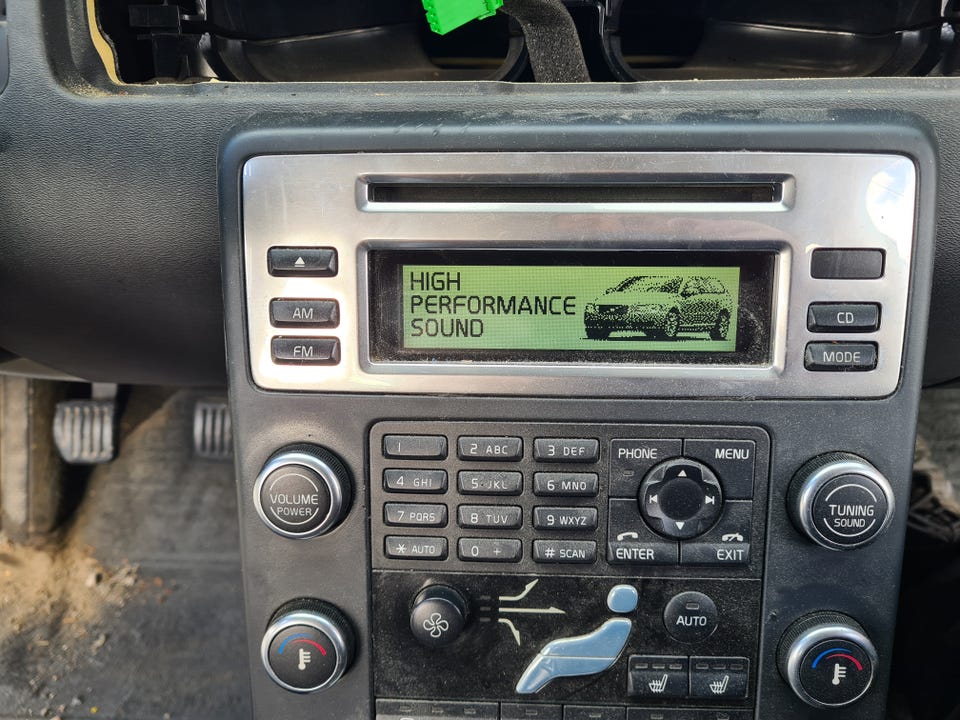 HIGH
PERFORMANCE
SOUND
AM
FM
CD
MODE
VOLUME
POWER
1
2 ABC
3 DEF
4 GHI
5 JKL
6 MNO
7 PQRS
8 TUV
9 WXYZ
* AUTO
0 +
# SCAN
PHONE
MENU
ENTER
EXIT
TUNING
SOUND
AUTO